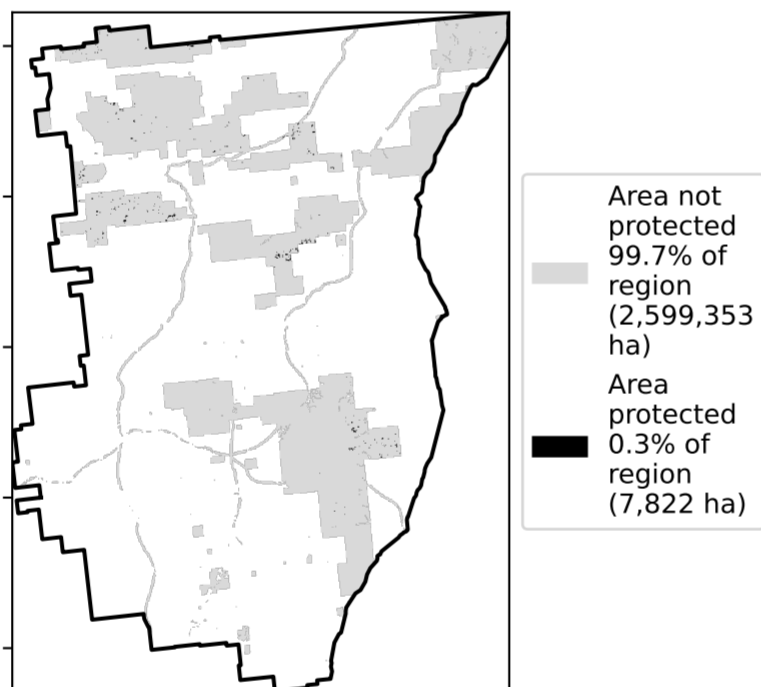 Area not
protected
99.7% of
region
(2,599,353
ha)
Area
protected
0.3% of
region
(7,822 ha)